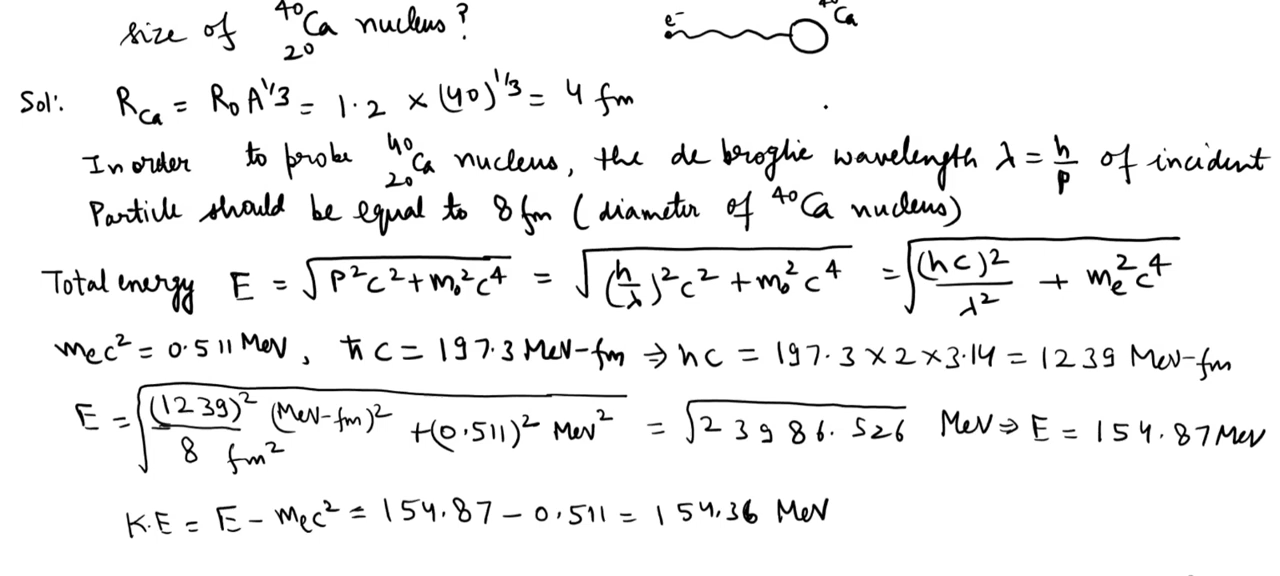 size of ⁴⁰₂₀Ca nucleus? e⁻ ⁴⁰Ca
Sol: R_Ca = R₀A^1/3 = 1.2 × (40)^1/3 = 4 fm
In order to probe ⁴⁰₂₀Ca nucleus, the de broglie wavelength λ = h/p of incident
Particle should be equal to 8 fm (diameter of ⁴⁰Ca nucleus)
Total energy E = √(P²c² + m₀²c⁴) = √((h/λ)²c² + m₀²c⁴) = √((hc)²/λ² + mₑ²c⁴)
mₑc² = 0.511 MeV, ħc = 197.3 MeV-fm ⇒ hc = 197.3 × 2 × 3.14 = 1239 MeV-fm
E = √((1239)² (MeV-fm)² / 8 fm² + (0.511)² MeV²) = √23986.526 MeV ⇒ E = 154.87 MeV
K.E = E - mₑc² = 154.87 - 0.511 = 154.36 MeV